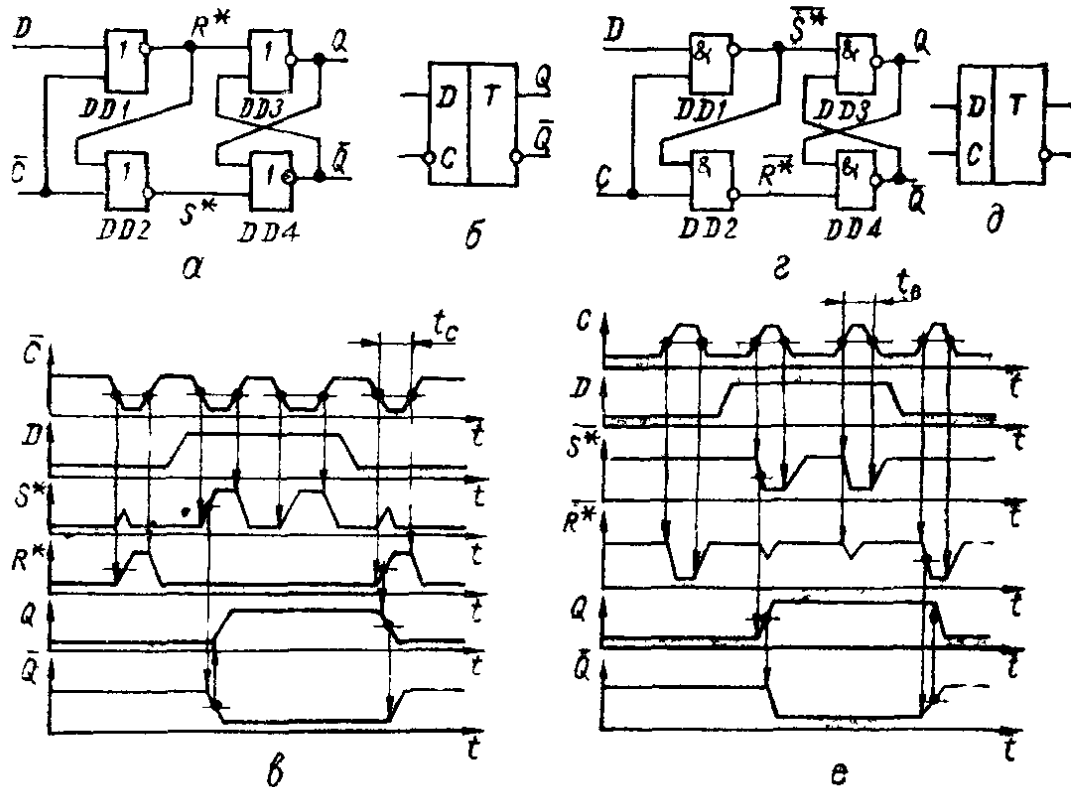 D R* Q
1 1
DD1 DD3
C̅ Q̅
1 1
S*
DD2 DD4
а
D T Q
C Q̅
б
D S̅*̅ Q
& &
DD1 DD3
C R̅*̅ Q̅
& &
DD2 DD4
г
D T
C
д
C̅ t_c
t
D
t
S*
t
R*
t
Q
t
Q̅
t
в
C t_в
t
D
t
S̅*̅
t
R̅*̅
t
Q
t
Q̅
t
е